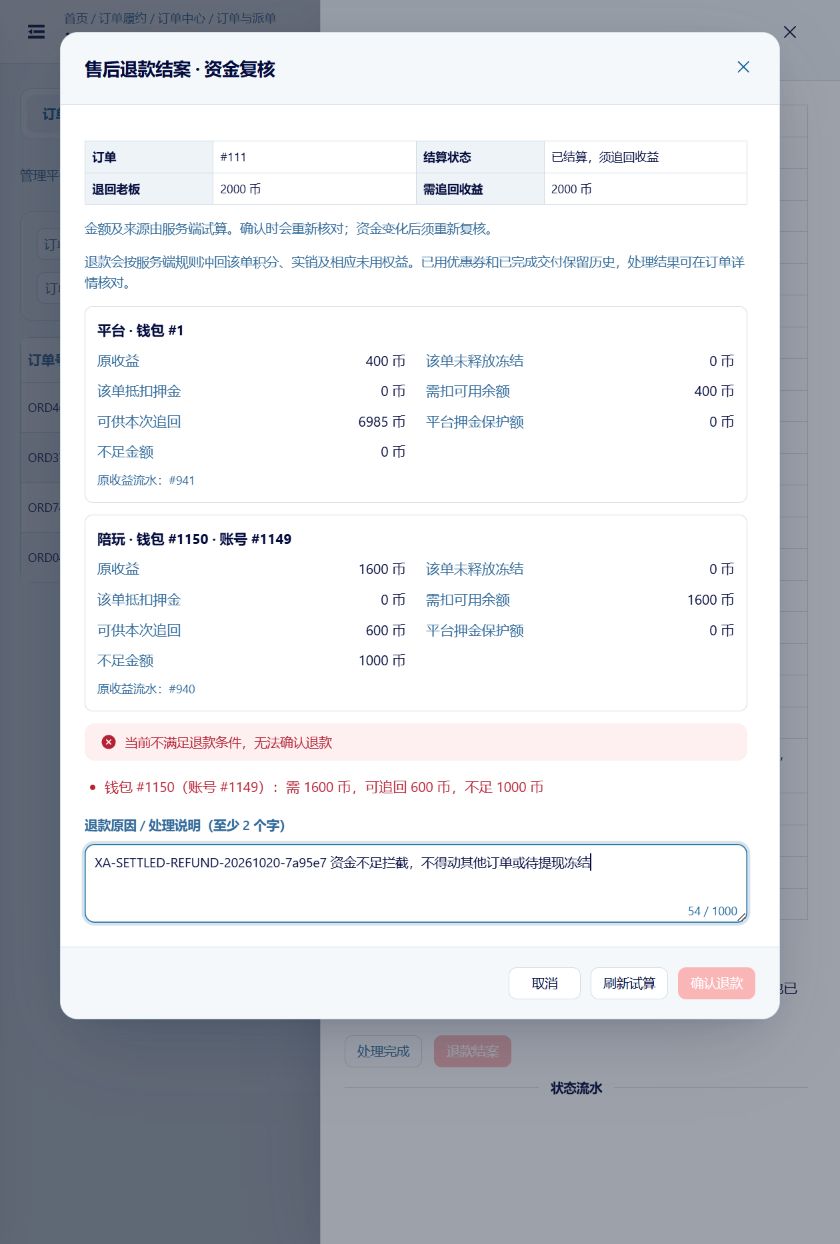 首页 / 订单履约 / 订单中心 / 订单与派单
售后退款结案 · 资金复核
订单 #111 结算状态 已结算，须追回收益
退回老板 2000 币 需追回收益 2000 币
金额及来源由服务端试算。确认时会重新核对；资金变化后须重新复核。
退款会按服务端规则冲回该单积分、实销及相应未用权益。已用优惠券和已完成交付保留历史，处理结果可在订单详
情核对。
平台 · 钱包 #1
原收益 400 币 该单未释放冻结 0 币
该单抵扣押金 0 币 需扣可用余额 400 币
可供本次追回 6985 币 平台押金保护额 0 币
不足金额 0 币
原收益流水：#941
陪玩 · 钱包 #1150 · 账号 #1149
原收益 1600 币 该单未释放冻结 0 币
该单抵扣押金 0 币 需扣可用余额 1600 币
可供本次追回 600 币 平台押金保护额 0 币
不足金额 1000 币
原收益流水：#940
当前不满足退款条件，无法确认退款
钱包 #1150（账号 #1149）：需 1600 币，可追回 600 币，不足 1000 币
退款原因 / 处理说明（至少 2 个字）
XA-SETTLED-REFUND-20261020-7a95e7 资金不足拦截，不得动其他订单或待提现冻结
54 / 1000
取消 刷新试算 确认退款
处理完成 退款结案
状态流水
管理平
订单号
ORD4
ORD3
ORD7
ORD0